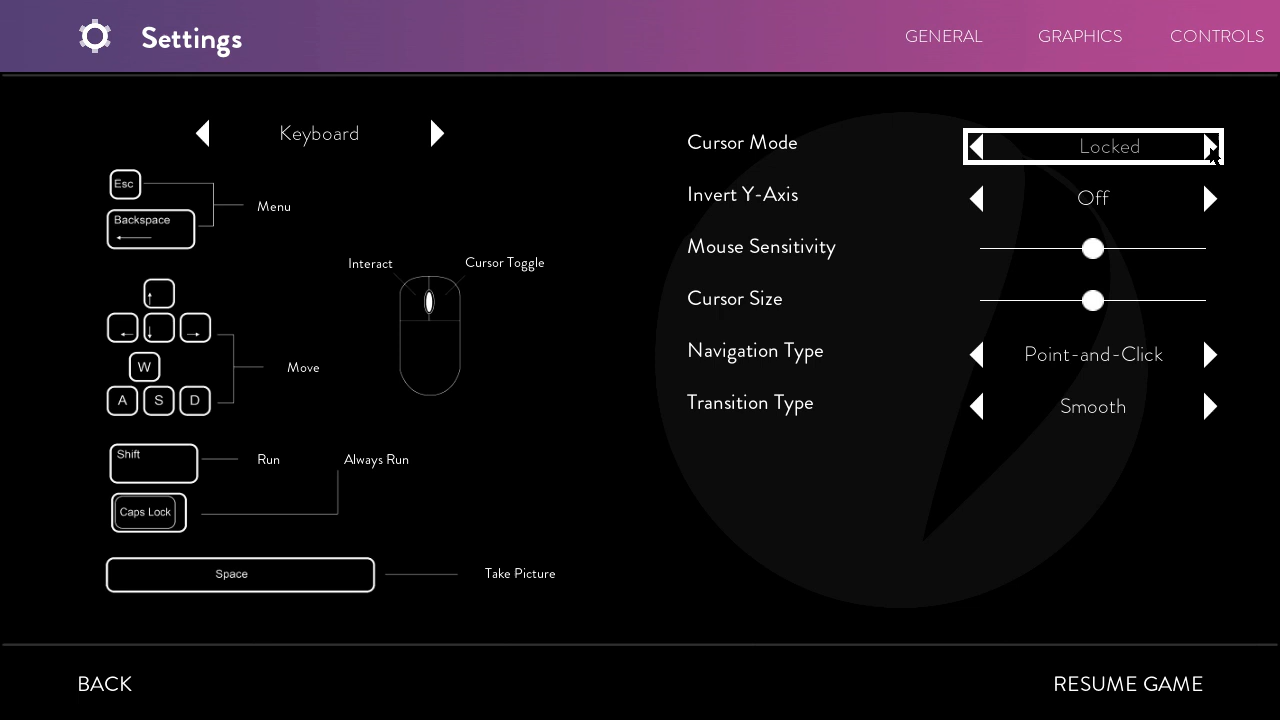 Settings
GENERAL
GRAPHICS
CONTROLS
Keyboard
Esc
Backspace
Menu
Interact
Cursor Toggle
W
A
S
D
Move
Shift
Run
Always Run
Caps Lock
Space
Take Picture
Cursor Mode
Locked
Invert Y-Axis
Off
Mouse Sensitivity
Cursor Size
Navigation Type
Point-and-Click
Transition Type
Smooth
BACK
RESUME GAME